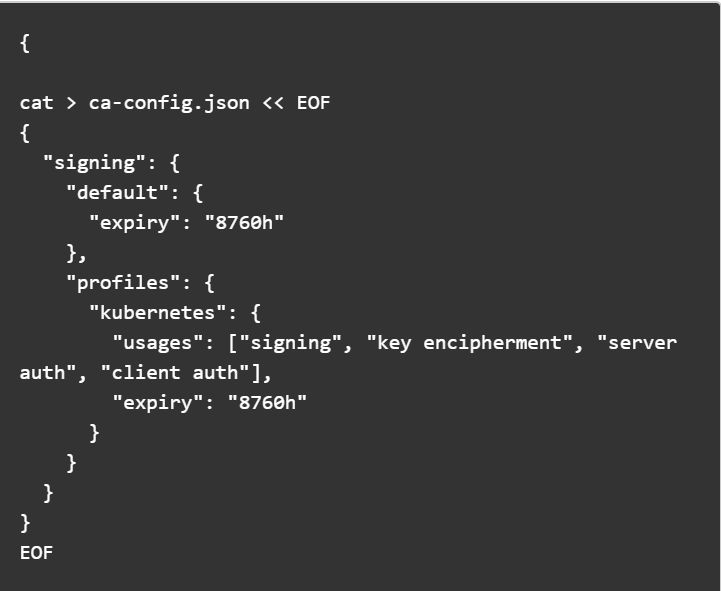 {
cat > ca-config.json << EOF
{
  "signing": {
    "default": {
      "expiry": "8760h"
    },
    "profiles": {
      "kubernetes": {
        "usages": ["signing", "key encipherment", "server
auth", "client auth"],
        "expiry": "8760h"
      }
    }
  }
}
EOF